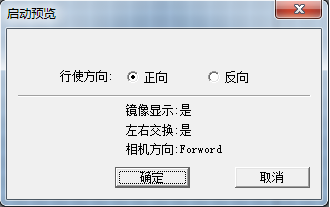 启动预览
行使方向: 正向 反向
镜像显示:是
左右交换:是
相机方向:Forword
确定 取消